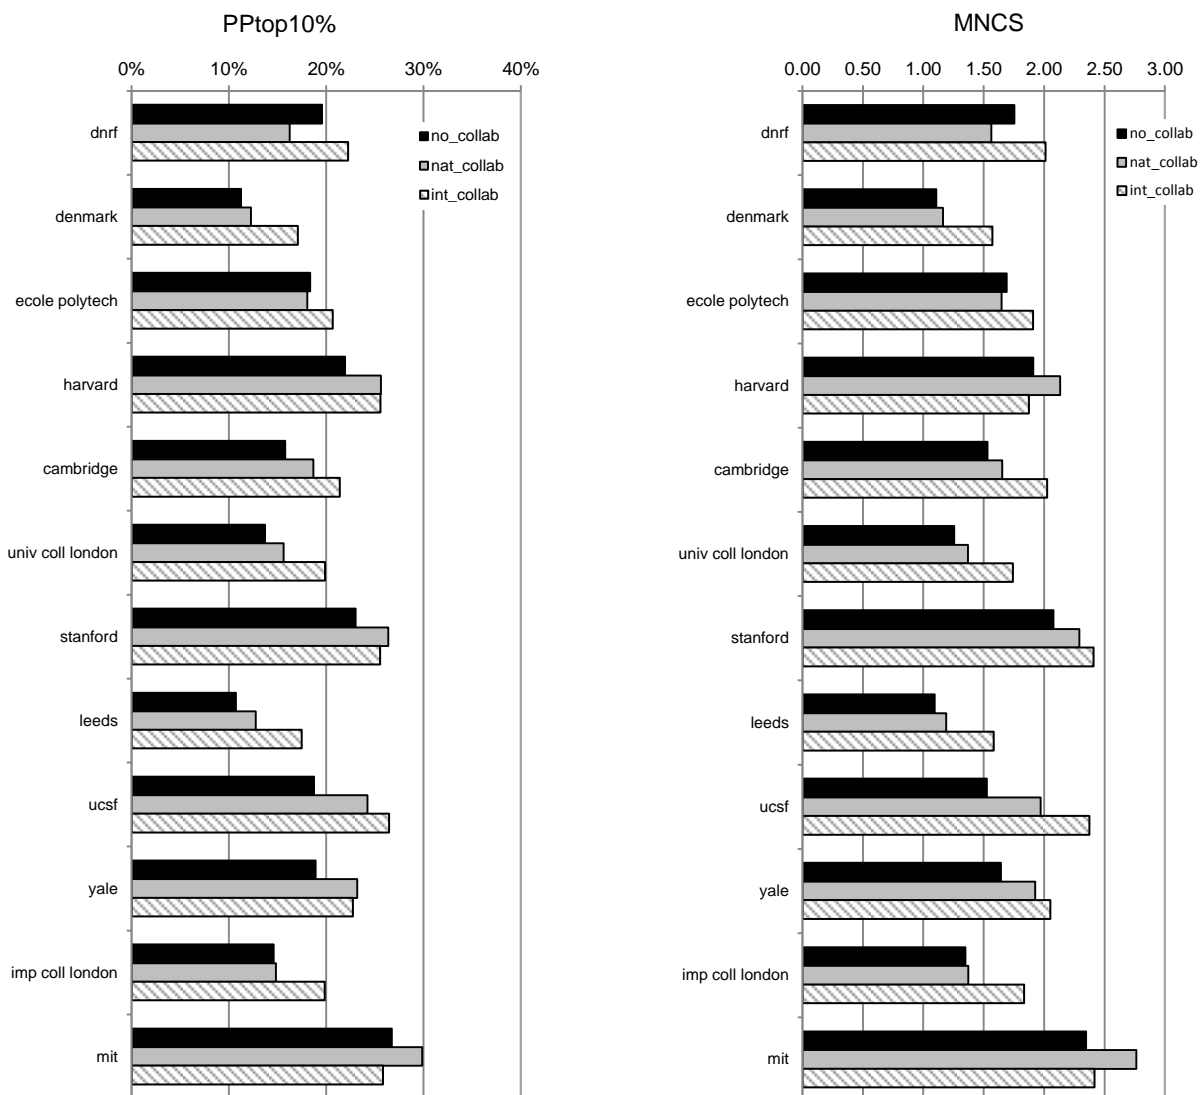 PPtop10%
0% 10% 20% 30% 40%
dnrf
denmark
ecole polytech
harvard
cambridge
univ coll london
stanford
leeds
ucsf
yale
imp coll london
mit
no_collab
nat_collab
int_collab
MNCS
0.00 0.50 1.00 1.50 2.00 2.50 3.00
dnrf
denmark
ecole polytech
harvard
cambridge
univ coll london
stanford
leeds
ucsf
yale
imp coll london
mit
no_collab
nat_collab
int_collab